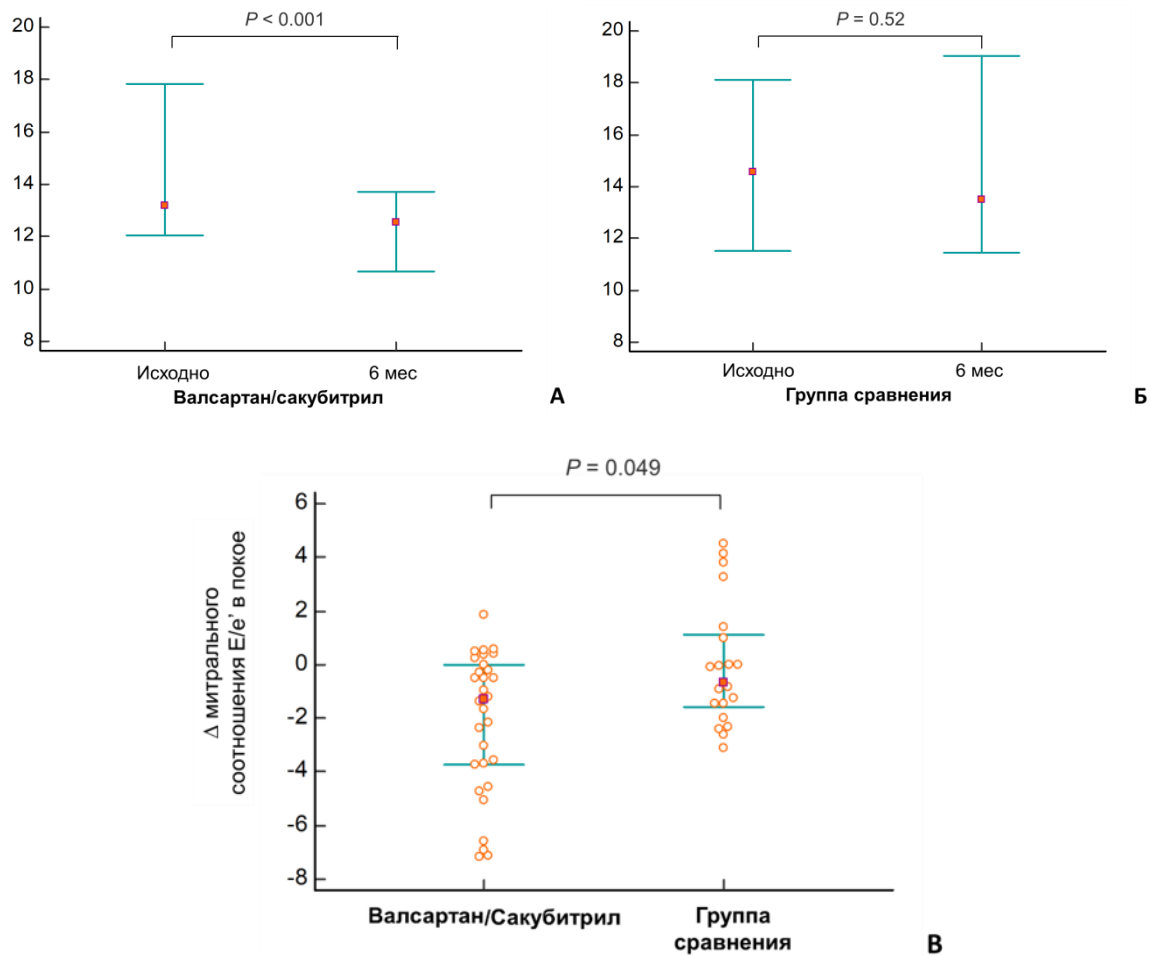 P < 0.001
20
18
16
14
12
10
8
Исходно
6 мес
Валсартан/сакубитрил
А
P = 0.52
20
18
16
14
12
10
8
Исходно
6 мес
Группа сравнения
Б
P = 0.049
Δ митрального
соотношения E/e’ в покое
6
4
2
0
-2
-4
-6
-8
Валсартан/Сакубитрил
Группа
сравнения
В